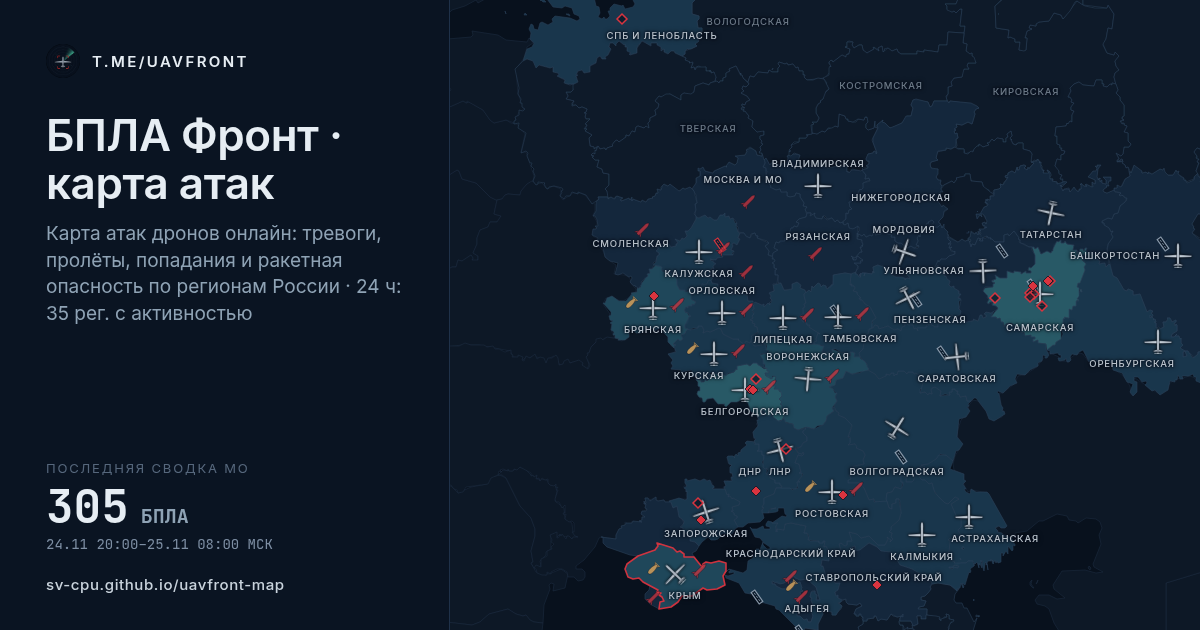 T.ME/UAVFRONT
БПЛА Фронт ·
карта атак
Карта атак дронов онлайн: тревоги,
пролёты, попадания и ракетная
опасность по регионам России · 24 ч:
35 рег. с активностью
ПОСЛЕДНЯЯ СВОДКА МО
305 БПЛА
24.11 20:00–25.11 08:00 МСК
sv-cpu.github.io/uavfront-map
ВОЛОГОДСКАЯ
СПБ И ЛЕНОБЛАСТЬ
КОСТРОМСКАЯ
КИРОВСКАЯ
ТВЕРСКАЯ
ВЛАДИМИРСКАЯ
МОСКВА И МО
НИЖЕГОРОДСКАЯ
МОРДОВИЯ
ТАТАРСТАН
РЯЗАНСКАЯ
СМОЛЕНСКАЯ
БАШКОРТОСТАН
УЛЬЯНОВСКАЯ
КАЛУЖСКАЯ
ОРЛОВСКАЯ
ПЕНЗЕНСКАЯ
САМАРСКАЯ
БРЯНСКАЯ
ЛИПЕЦКАЯ
ТАМБОВСКАЯ
ВОРОНЕЖСКАЯ
ОРЕНБУРГСКАЯ
КУРСКАЯ
САРАТОВСКАЯ
БЕЛГОРОДСКАЯ
ДНР
ЛНР
ВОЛГОГРАДСКАЯ
РОСТОВСКАЯ
ЗАПОРОЖСКАЯ
АСТРАХАНСКАЯ
КРАСНОДАРСКИЙ КРАЙ
КАЛМЫКИЯ
СТАВРОПОЛЬСКИЙ КРАЙ
КРЫМ
АДЫГЕЯ